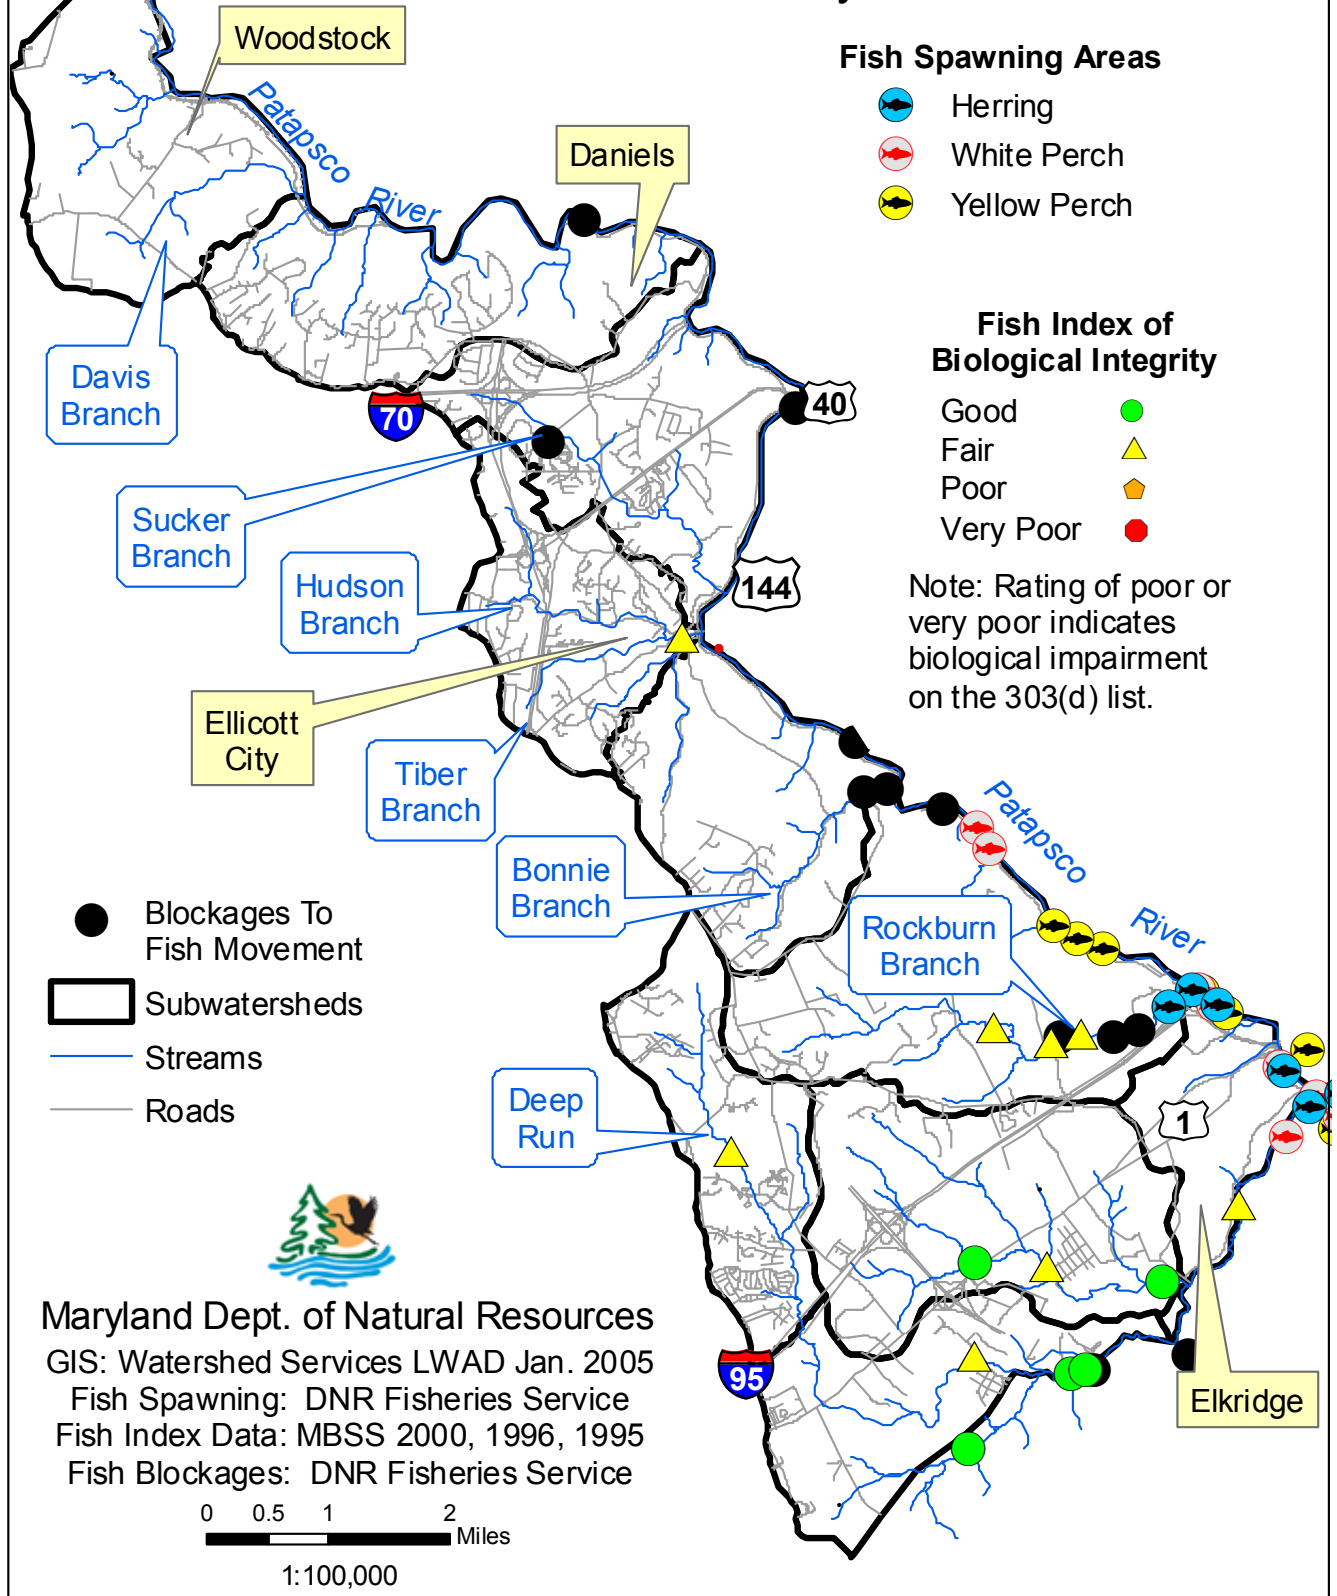 Woodstock
Patapsco
River
Daniels
Fish Spawning Areas
Herring
White Perch
Yellow Perch
Fish Index of
Biological Integrity
Good
Fair
Poor
Very Poor
Note: Rating of poor or
very poor indicates
biological impairment
on the 303(d) list.
Davis
Branch
70
40
Sucker
Branch
Hudson
Branch
144
Ellicott
City
Tiber
Branch
Bonnie
Branch
Patapsco
River
Rockburn
Branch
Blockages To
Fish Movement
Subwatersheds
Streams
Roads
Deep
Run
1
95
Elkridge
Maryland Dept. of Natural Resources
GIS: Watershed Services LWAD Jan. 2005
Fish Spawning: DNR Fisheries Service
Fish Index Data: MBSS 2000, 1996, 1995
Fish Blockages: DNR Fisheries Service
0 0.5 1 2
Miles
1:100,000